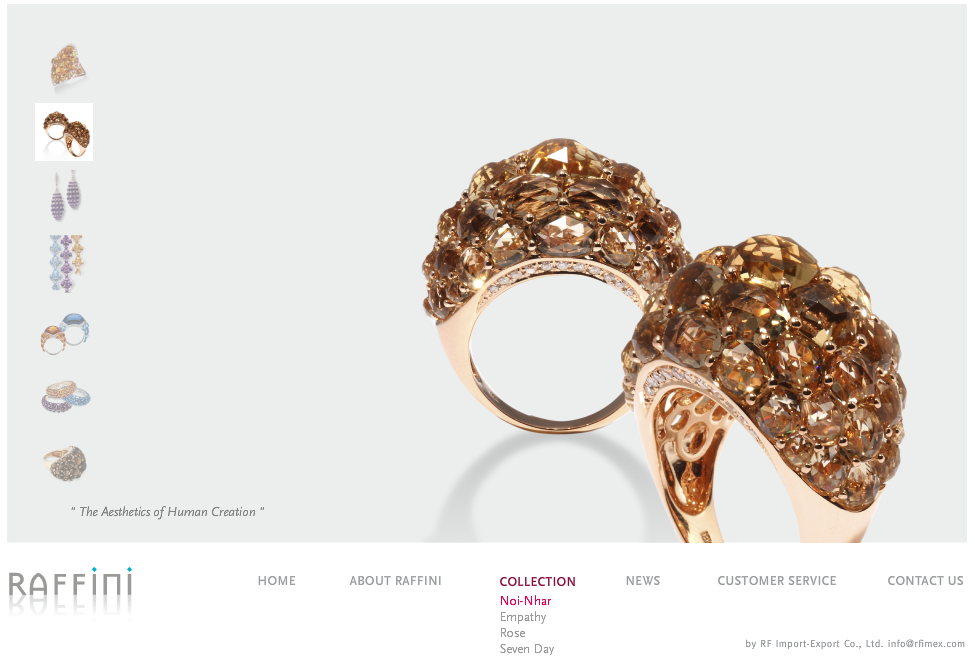 " The Aesthetics of Human Creation "
RAFFINI
HOME
ABOUT RAFFINI
COLLECTION
Noi-Nhar
Empathy
Rose
Seven Day
NEWS
CUSTOMER SERVICE
CONTACT US
by RF Import-Export Co., Ltd. info@rfimex.com